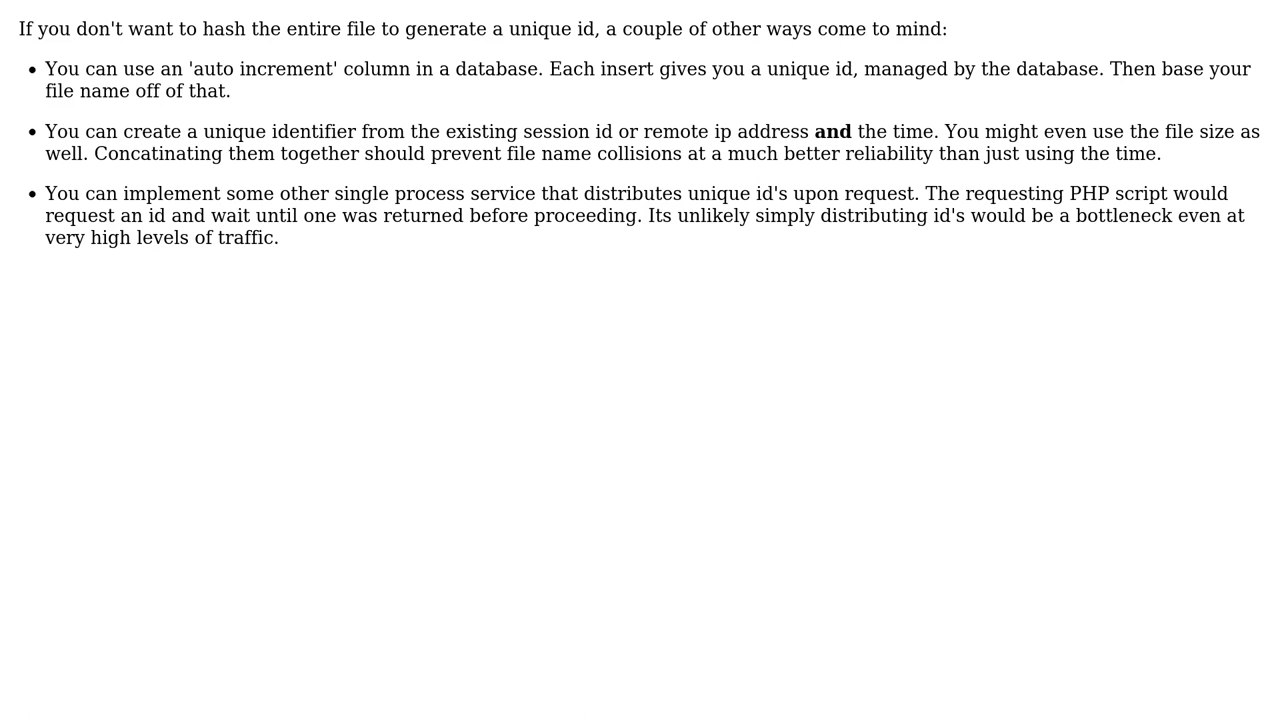 If you don't want to hash the entire file to generate a unique id, a couple of other ways come to mind:
• You can use an 'auto increment' column in a database. Each insert gives you a unique id, managed by the database. Then base your
file name off of that.
• You can create a unique identifier from the existing session id or remote ip address and the time. You might even use the file size as
well. Concatinating them together should prevent file name collisions at a much better reliability than just using the time.
• You can implement some other single process service that distributes unique id's upon request. The requesting PHP script would
request an id and wait until one was returned before proceeding. Its unlikely simply distributing id's would be a bottleneck even at
very high levels of traffic.